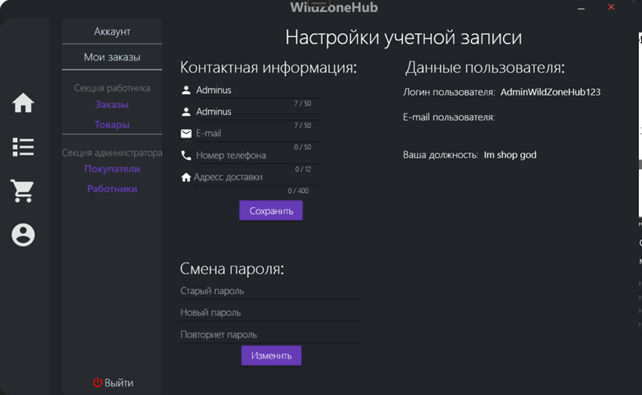 WildZoneHub
Аккаунт
Мои заказы
Секция работника
Заказы
Товары
Секция администратора
Покупатели
Работники
Выйти
Настройки учетной записи
Контактная информация:
Adminus
7 / 50
Adminus
7 / 50
E-mail
0 / 50
Номер телефона
0 / 12
Адресс доставки
0 / 400
Сохранить
Данные пользователя:
Логин пользователя: AdminWildZoneHub123
E-mail пользователя:
Ваша должность: Im shop god
Смена пароля:
Старый пароль
Новый пароль
Повториет пароль
Изменить